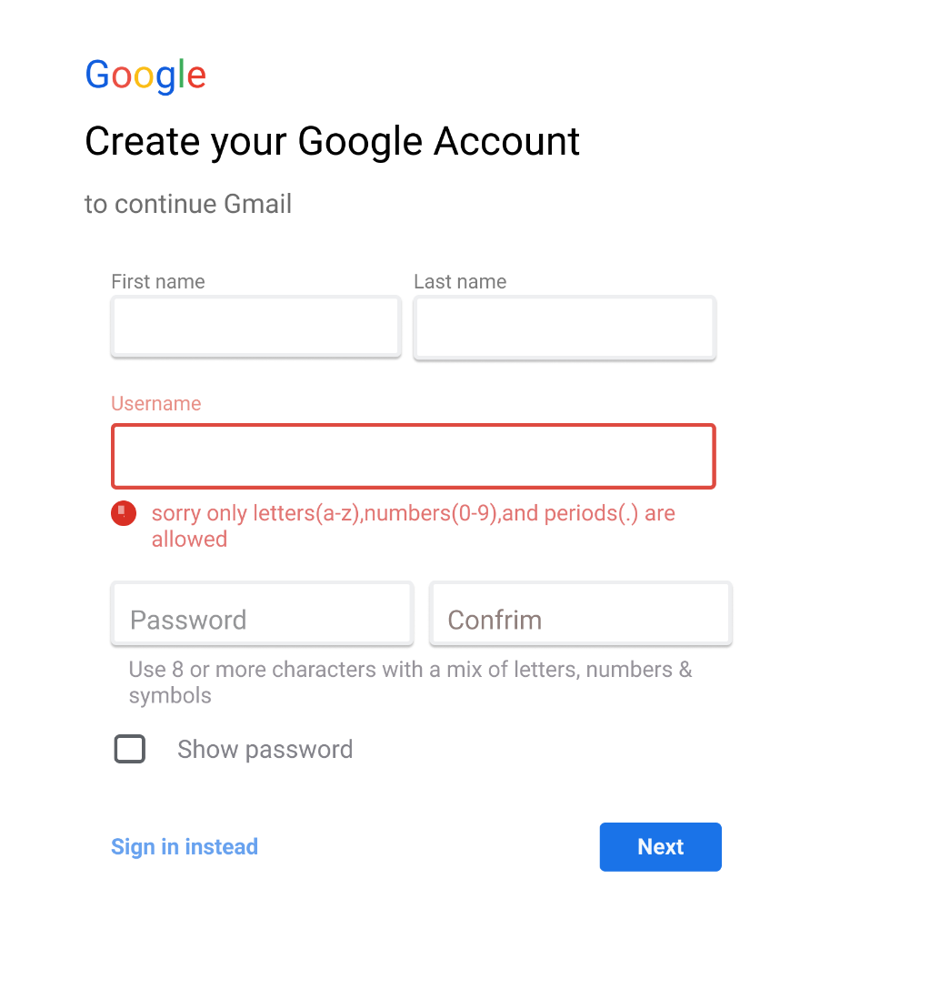 Google
Create your Google Account
to continue Gmail
First name
Last name
Username
sorry only letters(a-z),numbers(0-9),and periods(.) are
allowed
Password
Confrim
Use 8 or more characters with a mix of letters, numbers &
symbols
Show password
Sign in instead
Next